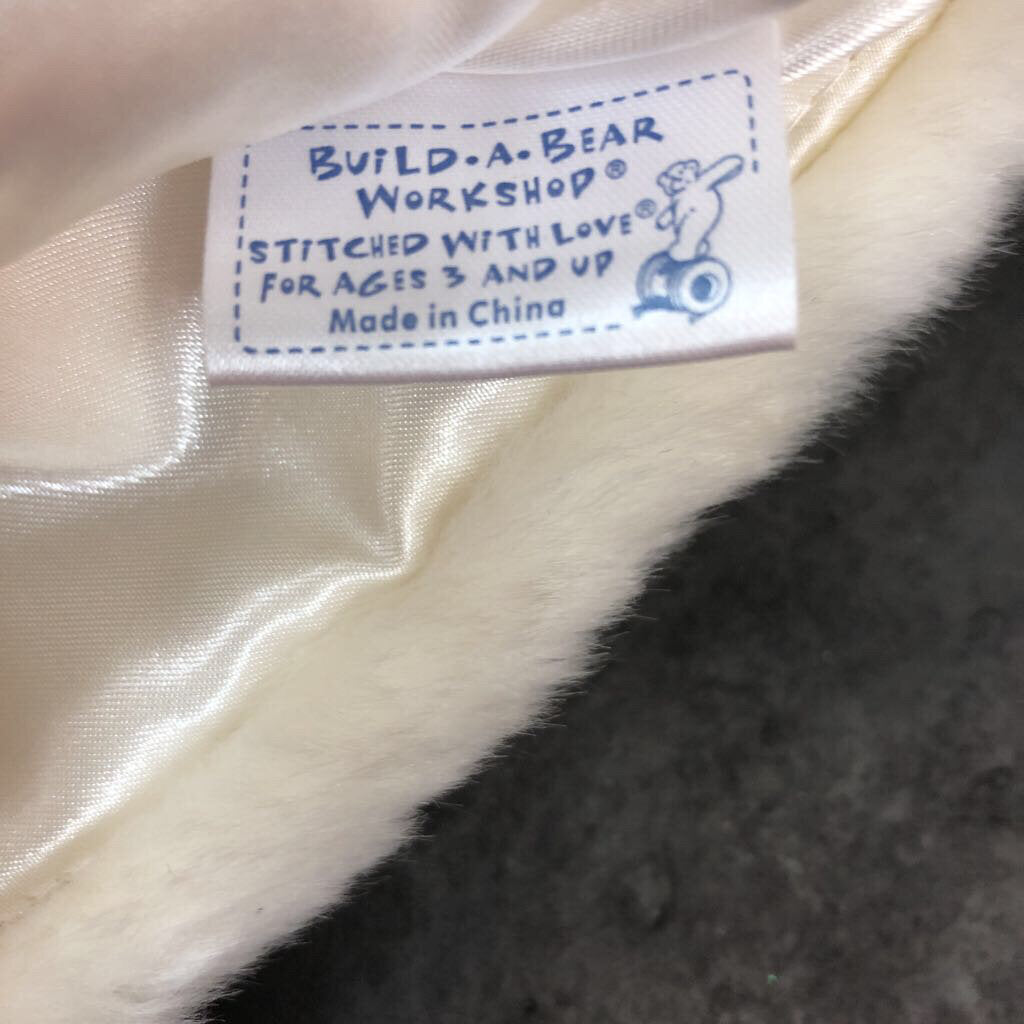 BUiLD•A•BEAR
WORKSHOP®
STiTCHED WiTH LOVE®
FOR AGES 3 AND UP
Made in China